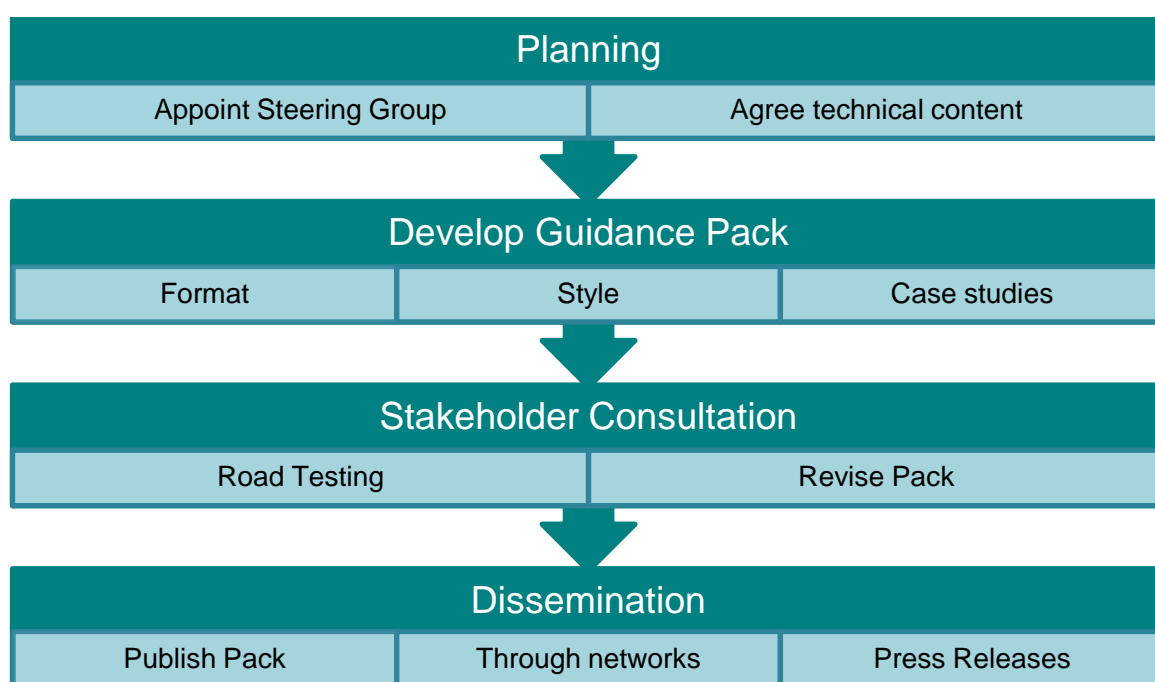 Planning
Appoint Steering Group
Agree technical content
Develop Guidance Pack
Format
Style
Case studies
Stakeholder Consultation
Road Testing
Revise Pack
Dissemination
Publish Pack
Through networks
Press Releases